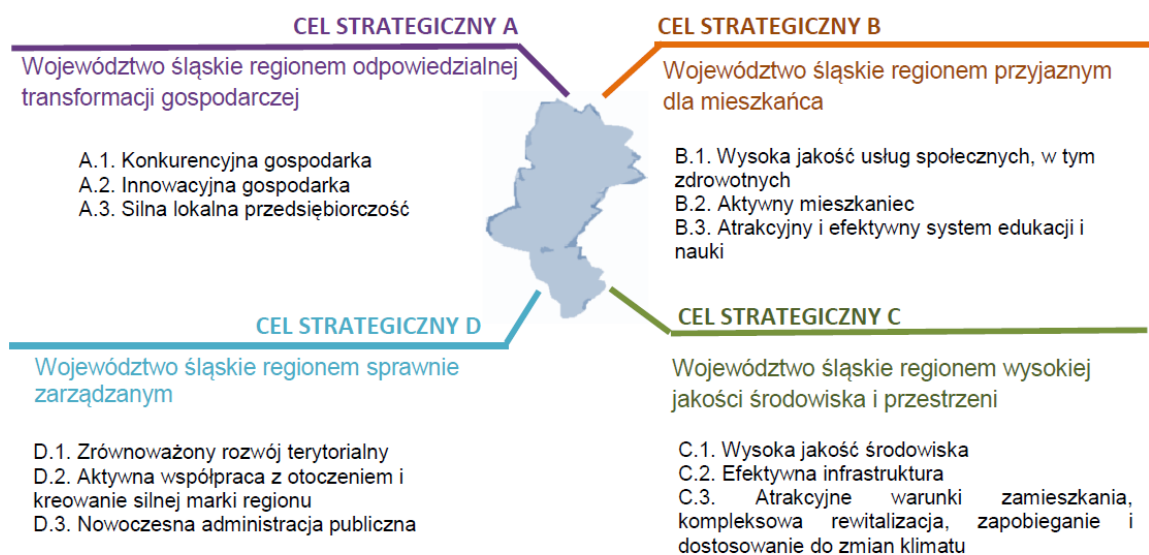 CEL STRATEGICZNY A
Województwo śląskie regionem odpowiedzialnej
transformacji gospodarczej
A.1. Konkurencyjna gospodarka
A.2. Innowacyjna gospodarka
A.3. Silna lokalna przedsiębiorczość
CEL STRATEGICZNY B
Województwo śląskie regionem przyjaznym
dla mieszkańca
B.1. Wysoka jakość usług społecznych, w tym
zdrowotnych
B.2. Aktywny mieszkaniec
B.3. Atrakcyjny i efektywny system edukacji i
nauki
CEL STRATEGICZNY D
Województwo śląskie regionem sprawnie
zarządzanym
D.1. Zrównoważony rozwój terytorialny
D.2. Aktywna współpraca z otoczeniem i
kreowanie silnej marki regionu
D.3. Nowoczesna administracja publiczna
CEL STRATEGICZNY C
Województwo śląskie regionem wysokiej
jakości środowiska i przestrzeni
C.1. Wysoka jakość środowiska
C.2. Efektywna infrastruktura
C.3. Atrakcyjne warunki zamieszkania,
kompleksowa rewitalizacja, zapobieganie i
dostosowanie do zmian klimatu